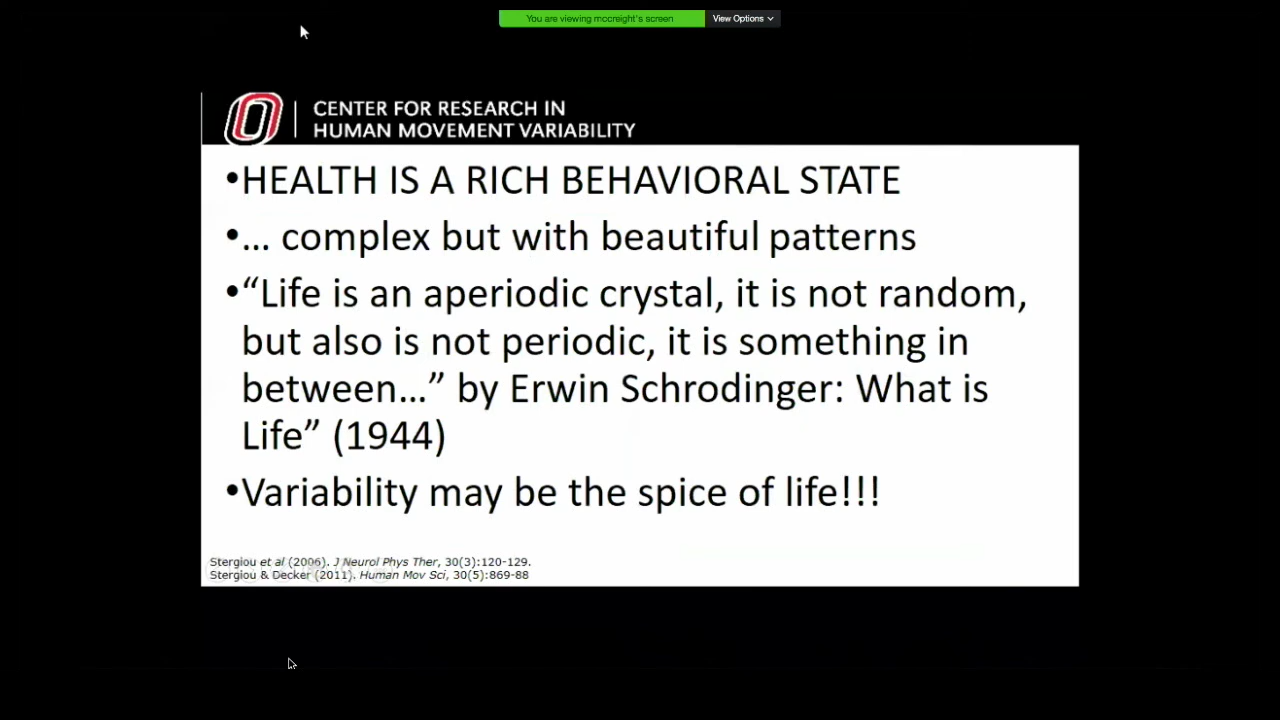 You are viewing mccreight's screen View Options
CENTER FOR RESEARCH IN
HUMAN MOVEMENT VARIABILITY
•HEALTH IS A RICH BEHAVIORAL STATE
•... complex but with beautiful patterns
•“Life is an aperiodic crystal, it is not random,
but also is not periodic, it is something in
between...” by Erwin Schrodinger: What is
Life” (1944)
•Variability may be the spice of life!!!
Stergiou et al (2006). J Neurol Phys Ther, 30(3):120-129.
Stergiou & Decker (2011). Human Mov Sci, 30(5):869-88